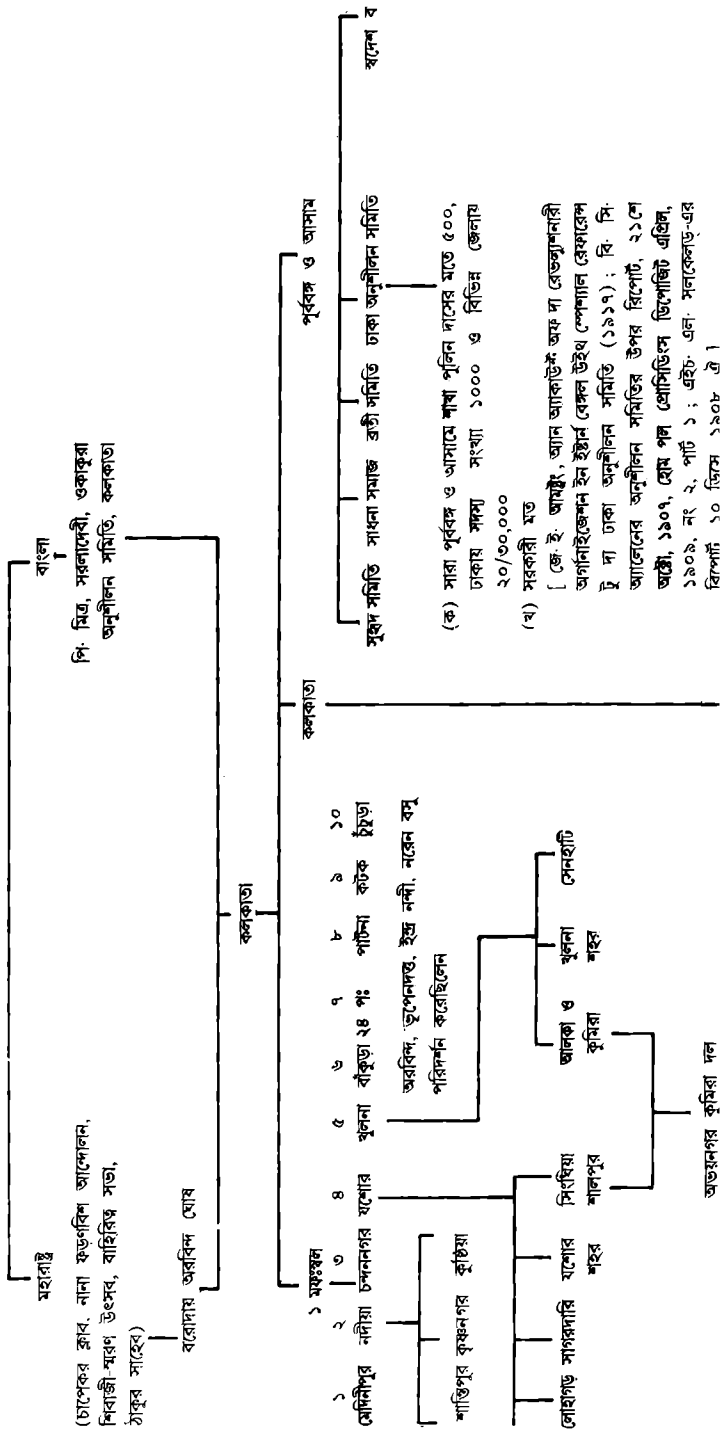 মহারাষ্ট্র
(চাপেকর ক্লাব, নানা ফড়ণবিশ আন্দোলন,
শিবাজী-স্মরণ উৎসব, বাহিরিত্ব সভা,
ঠাকুর সাহেব)
বরোদায় অরবিন্দ ঘোষ
বাংলা
পি. মিত্র, সরলাদেবী, ওকাকুরা
অনুশীলন সমিতি, কলকাতা
কলকাতা
১ মফঃস্বল
কলকাতা
পূর্ববঙ্গ ও আসাম
১ ২ ৩ ৪ ৫ ৬ ৭ ৮ ৯ ১০
মেদিনীপুর নদীয়া চন্দননগর যশোর খুলনা বাঁকুড়া ২৪ পঃ পাটনা কটক চুঁচুড়া
অরবিন্দ, ভূপেনদত্ত, ইন্দ্র নন্দী, নরেন বসু
পরিদর্শন করেছিলেন
শান্তিপুর কৃষ্ণনগর কুষ্ঠিয়া
লোহাগড় সাগরদারি যশোর শহর সিংঘিয়া শালপুর
আলকা ও কুমিরা খুলনা শহর সেনহাটি
অভয়নগর কুমিরা দল
সুহৃদ সমিতি সাধনা সমাজ ব্রতী সমিতি ঢাকা অনুশীলন সমিতি স্বদেশ ব
(ক) সারা পূর্ববঙ্গ ও আসামে শাখা পুলিন দাসের মতে ৫০০,
ঢাকায় সদস্য সংখ্যা ১০০০ ও বিভিন্ন জেলায়
২০/৩০,০০০
(খ) সরকারী মত
[ জে. ই. আর্মষ্ট্রং, অ্যান অ্যাকাউন্ট অফ দা রেভল্যুশনারী
অর্গানাইজেশন ইন ইষ্টার্ন বেঙ্গল উইথ স্পেশ্যাল রেফারেন্স
টু দা ঢাকা অনুশীলন সমিতি (১৯১৭) ; বি. সি.
অ্যালেনের অনুশীলন সমিতির উপর রিপোর্ট, ২১শে
অক্টো, ১৯০৭, হোম পল প্রোসিডিংস ডিপোজিট এপ্রিল,
১৯০৯, নং ২, পার্ট ১ ; এইচ. এল. সলকেলড-এর
রিপোর্ট ১০ ডিসে ১৯০৮ ঐ ]